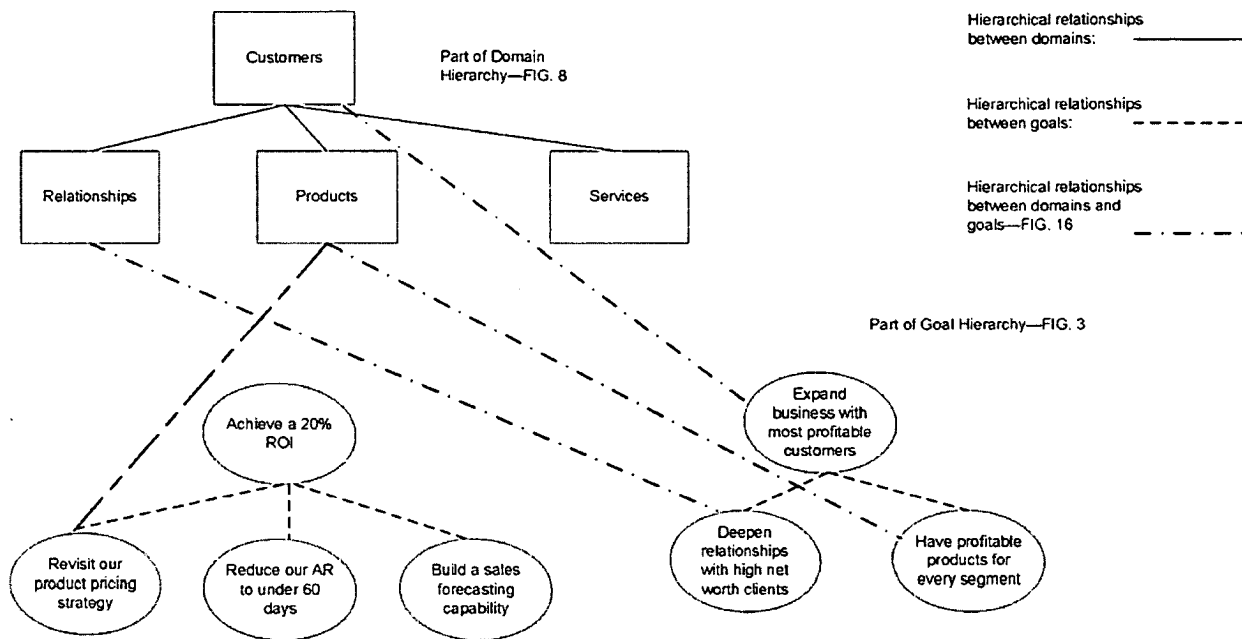 Customers
Part of Domain
Hierarchy—FIG. 8
Hierarchical relationships
between domains:
Hierarchical relationships
between goals:
Relationships
Products
Services
Hierarchical relationships
between domains and
goals—FIG. 16
Part of Goal Hierarchy—FIG. 3
Achieve a 20%
ROI
Expand
business with
most profitable
customers
Revisit our
product pricing
strategy
Reduce our AR
to under 60
days
Build a sales
forecasting
capability
Deepen
relationships
with high net
worth clients
Have profitable
products for
every segment